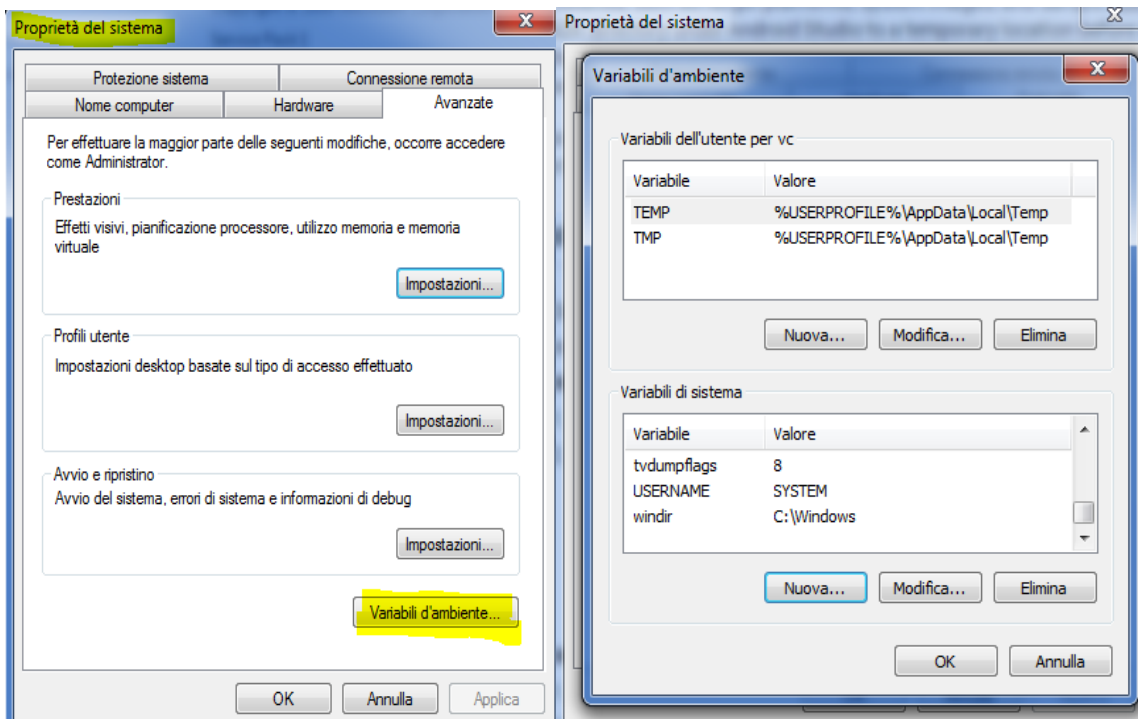 Proprietà del sistema
Protezione sistema
Connessione remota
Nome computer
Hardware
Avanzate
Per effettuare la maggior parte delle seguenti modifiche, occorre accedere
come Administrator.
Prestazioni
Effetti visivi, pianificazione processore, utilizzo memoria e memoria
virtuale
Impostazioni...
Profili utente
Impostazioni desktop basate sul tipo di accesso effettuato
Impostazioni...
Avvio e ripristino
Avvio del sistema, errori di sistema e informazioni di debug
Impostazioni...
Variabili d'ambiente...
OK
Annulla
Applica
Proprietà del sistema
Variabili d'ambiente
Variabili dell'utente per vc
Variabile Valore
TEMP %USERPROFILE%\AppData\Local\Temp
TMP %USERPROFILE%\AppData\Local\Temp
Nuova... Modifica... Elimina
Variabili di sistema
Variabile Valore
tvdumpflags 8
USERNAME SYSTEM
windir C:\Windows
Nuova... Modifica... Elimina
OK Annulla